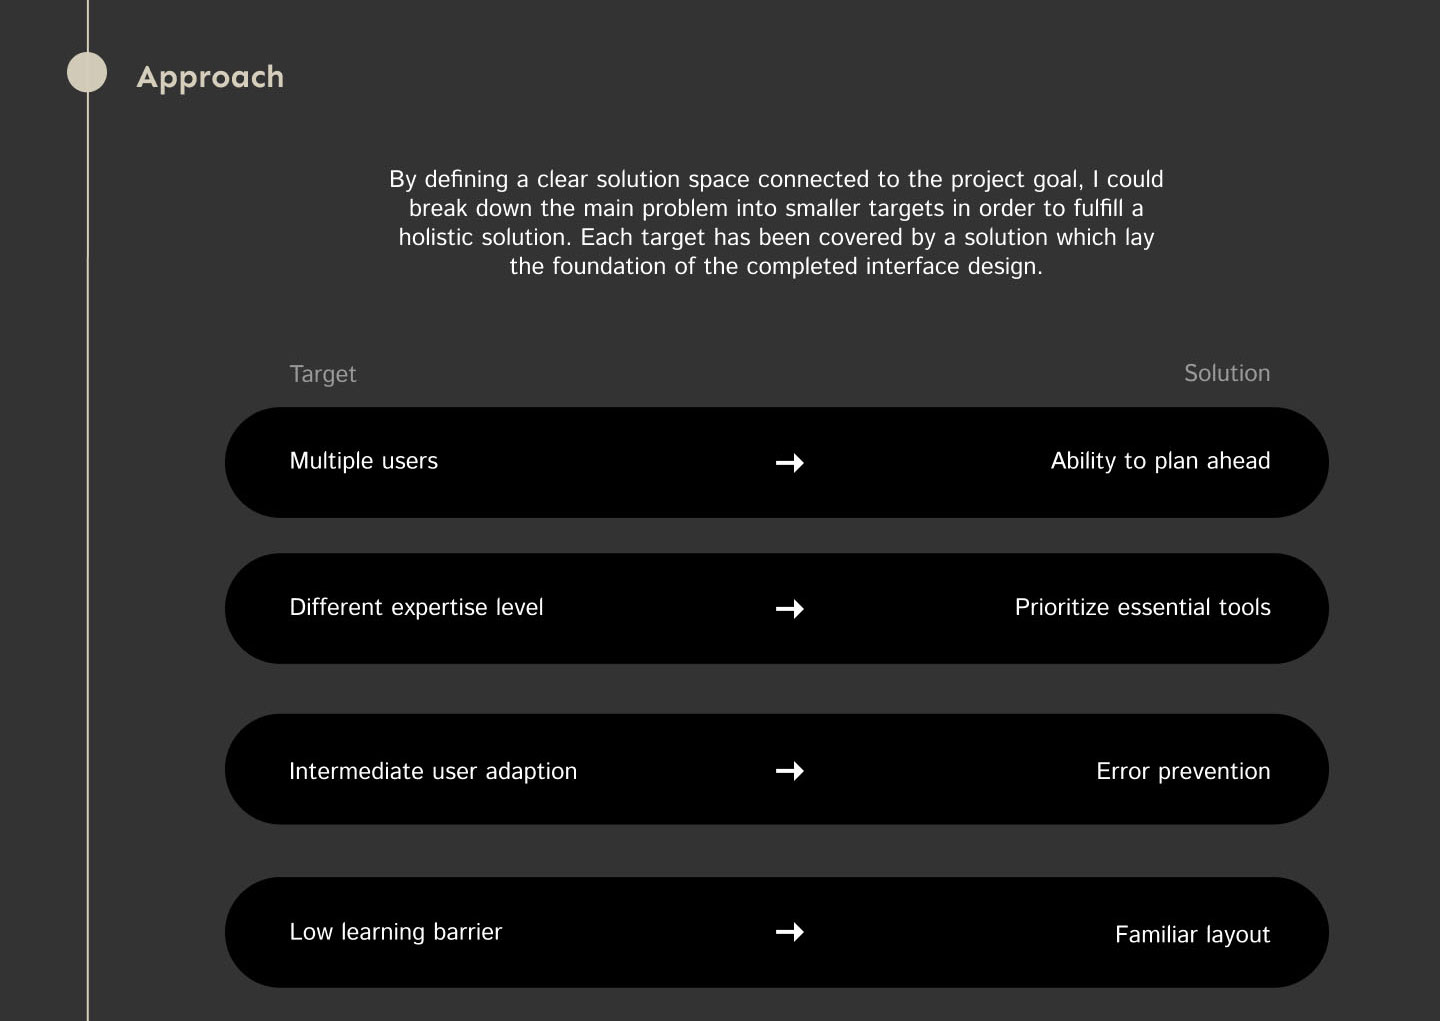 Approach
By defining a clear solution space connected to the project goal, I could
break down the main problem into smaller targets in order to fulfill a
holistic solution. Each target has been covered by a solution which lay
the foundation of the completed interface design.
Target Solution
Multiple users → Ability to plan ahead
Different expertise level → Prioritize essential tools
Intermediate user adaption → Error prevention
Low learning barrier → Familiar layout